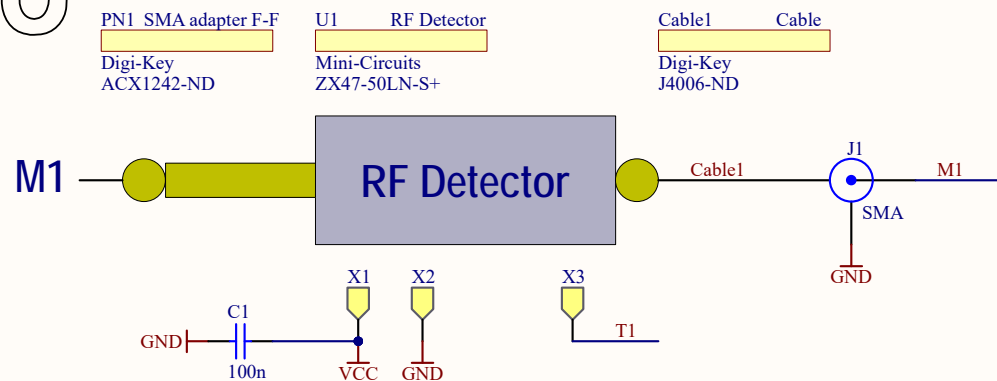 PN1 SMA adapter F-F
U1 RF Detector
Cable1 Cable
Digi-Key
ACX1242-ND
Mini-Circuits
ZX47-50LN-S+
Digi-Key
J4006-ND
M1
RF Detector
Cable1
J1
M1
SMA
GND
X1
X2
X3
C1
GND
100n
VCC
GND
T1